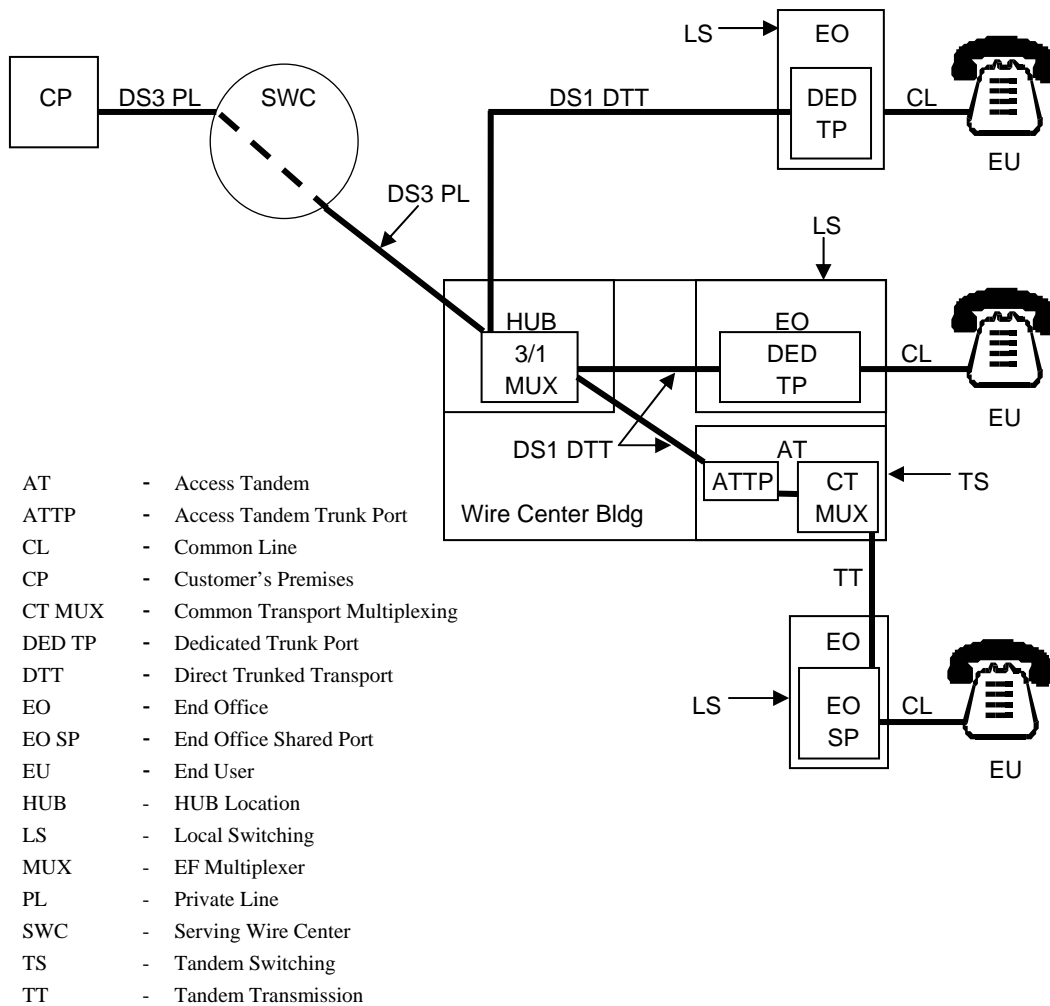 LS
EO
CP
DS3 PL
SWC
DS1 DTT
DED
TP
CL
EU
DS3 PL
LS
HUB
3/1
MUX
EO
DED
TP
CL
EU
DS1 DTT
AT
ATTP
CT
MUX
TS
Wire Center Bldg
TT
EO
LS
EO
SP
CL
EU
AT - Access Tandem
ATTP - Access Tandem Trunk Port
CL - Common Line
CP - Customer's Premises
CT MUX - Common Transport Multiplexing
DED TP - Dedicated Trunk Port
DTT - Direct Trunked Transport
EO - End Office
EO SP - End Office Shared Port
EU - End User
HUB - HUB Location
LS - Local Switching
MUX - EF Multiplexer
PL - Private Line
SWC - Serving Wire Center
TS - Tandem Switching
TT - Tandem Transmission